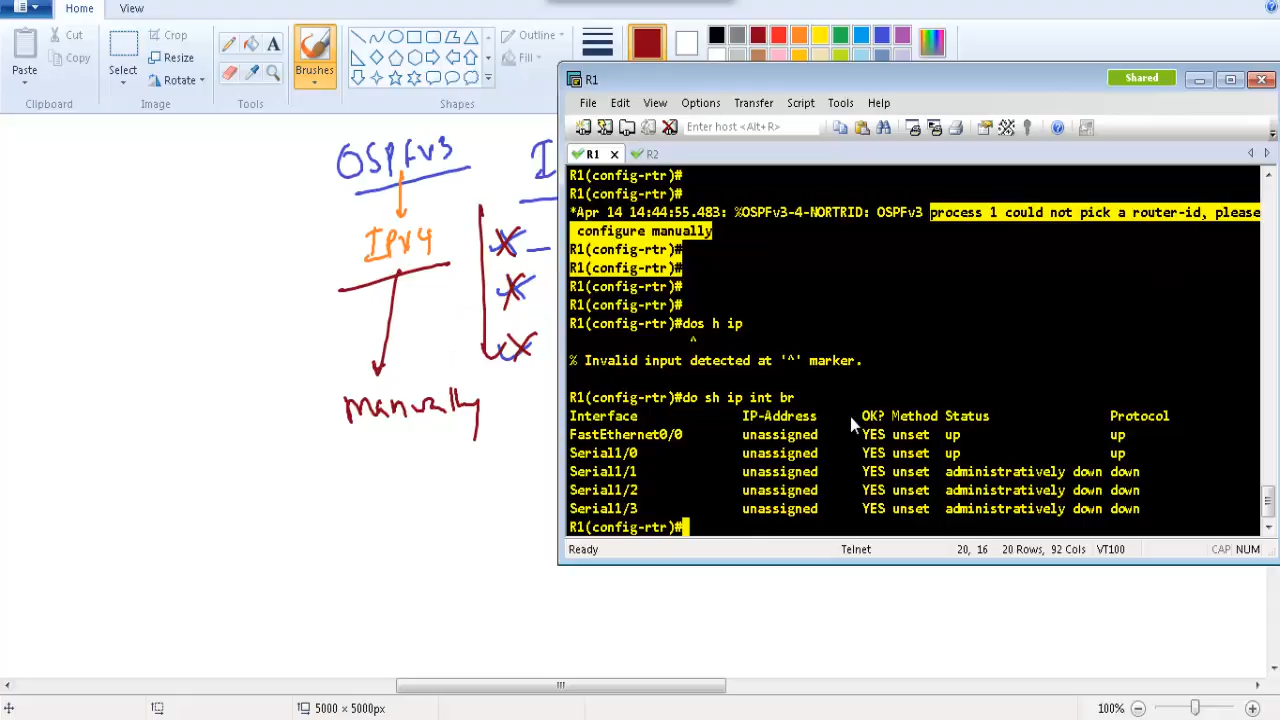 Home
View
Paste
Cut
Copy
Clipboard
Select
Resize
Rotate
Image
Tools
Brushes
Outline
Fill
Shapes
OSPFv3
I
IPv4
manually
R1
Shared
File Edit View Options Transfer Script Tools Help
Enter host <Alt+R>
R1 R2
R1(config-rtr)#
R1(config-rtr)#
*Apr 14 14:44:55.483: %OSPFv3-4-NORTRID: OSPFv3 process 1 could not pick a router-id, please
configure manually
R1(config-rtr)#
R1(config-rtr)#
R1(config-rtr)#
R1(config-rtr)#
R1(config-rtr)#dos h ip
^
% Invalid input detected at '^' marker.
R1(config-rtr)#do sh ip int br
Interface IP-Address OK? Method Status Protocol
FastEthernet0/0 unassigned YES unset up up
Serial1/0 unassigned YES unset up up
Serial1/1 unassigned YES unset administratively down down
Serial1/2 unassigned YES unset administratively down down
Serial1/3 unassigned YES unset administratively down down
R1(config-rtr)#
Ready Telnet 20, 16 20 Rows, 92 Cols VT100 CAP NUM
5000 × 5000px 100%